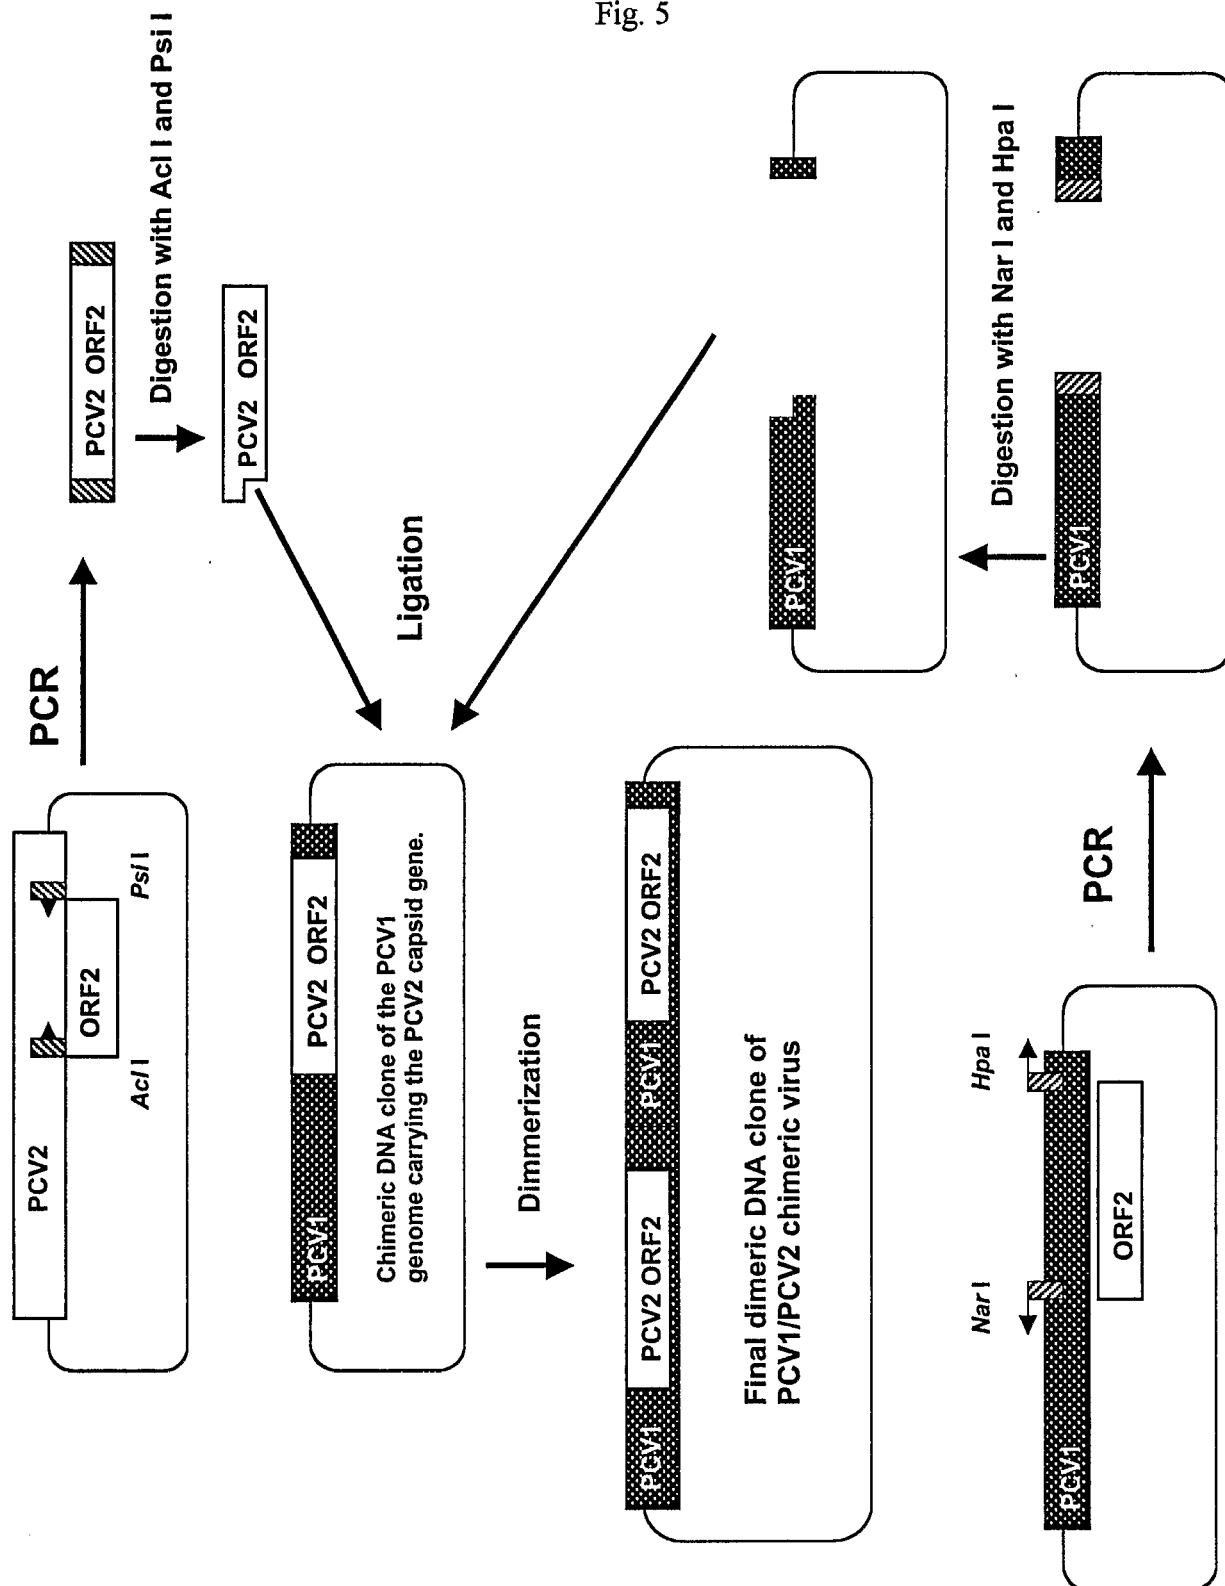 Fig. 5
PCV2
ORF2
Acl I
Psi I
PCR
PCV2 ORF2
Digestion with Acl I and Psi I
PCV2 ORF2
Ligation
PCV1
PCV2 ORF2
Chimeric DNA clone of the PCV1
genome carrying the PCV2 capsid gene.
Dimmerization
PCV1
PCV2 ORF2
PCV1
PCV2 ORF2
Final dimeric DNA clone of
PCV1/PCV2 chimeric virus
PCV1
Digestion with Nar I and Hpa I
PCV1
Nar I
Hpa I
PCV1
ORF2
PCR